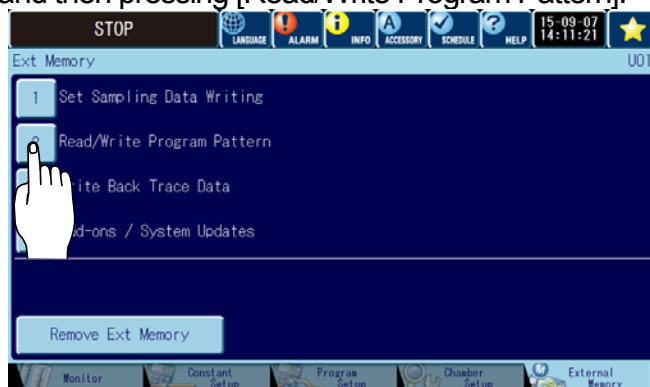 and then pressing [Read/Write Program Pattern].
STOP
LANGUAGE
ALARM
INFO
ACCESSORY
SCHEDULE
HELP
15-09-07
14:11:21
Ext Memory
U01
1 Set Sampling Data Writing
Read/Write Program Pattern
ite Back Trace Data
d-ons / System Updates
Remove Ext Memory
Monitor
Constant
Setup
Program
Setup
Chamber
Setup
External
Memory